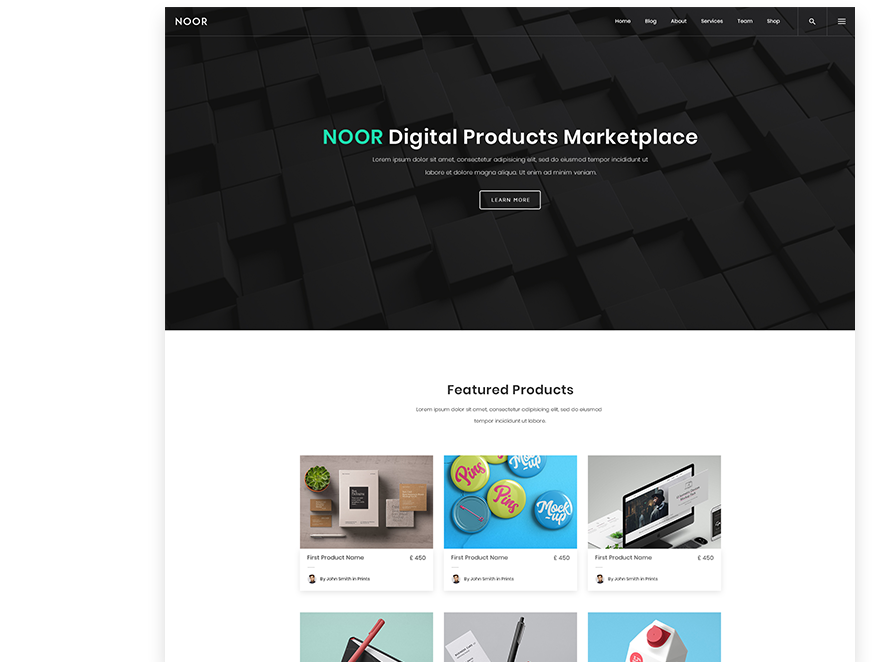 NOOR
Home Blog About Services Team Shop
NOOR Digital Products Marketplace
Lorem ipsum dolor sit amet, consectetur adipisicing elit, sed do eiusmod tempor incididunt ut
labore et dolore magna aliqua. Ut enim ad minim veniam.
LEARN MORE
Featured Products
Lorem ipsum dolor sit amet, consectetur adipisicing elit, sed do eiusmod
tempor incididunt ut labore.
Pins
Mock-up
Pins
Mock-up
First Product Name £ 450
By John Smith in Prints
First Product Name £ 450
By John Smith in Prints
First Product Name £ 450
By John Smith in Prints